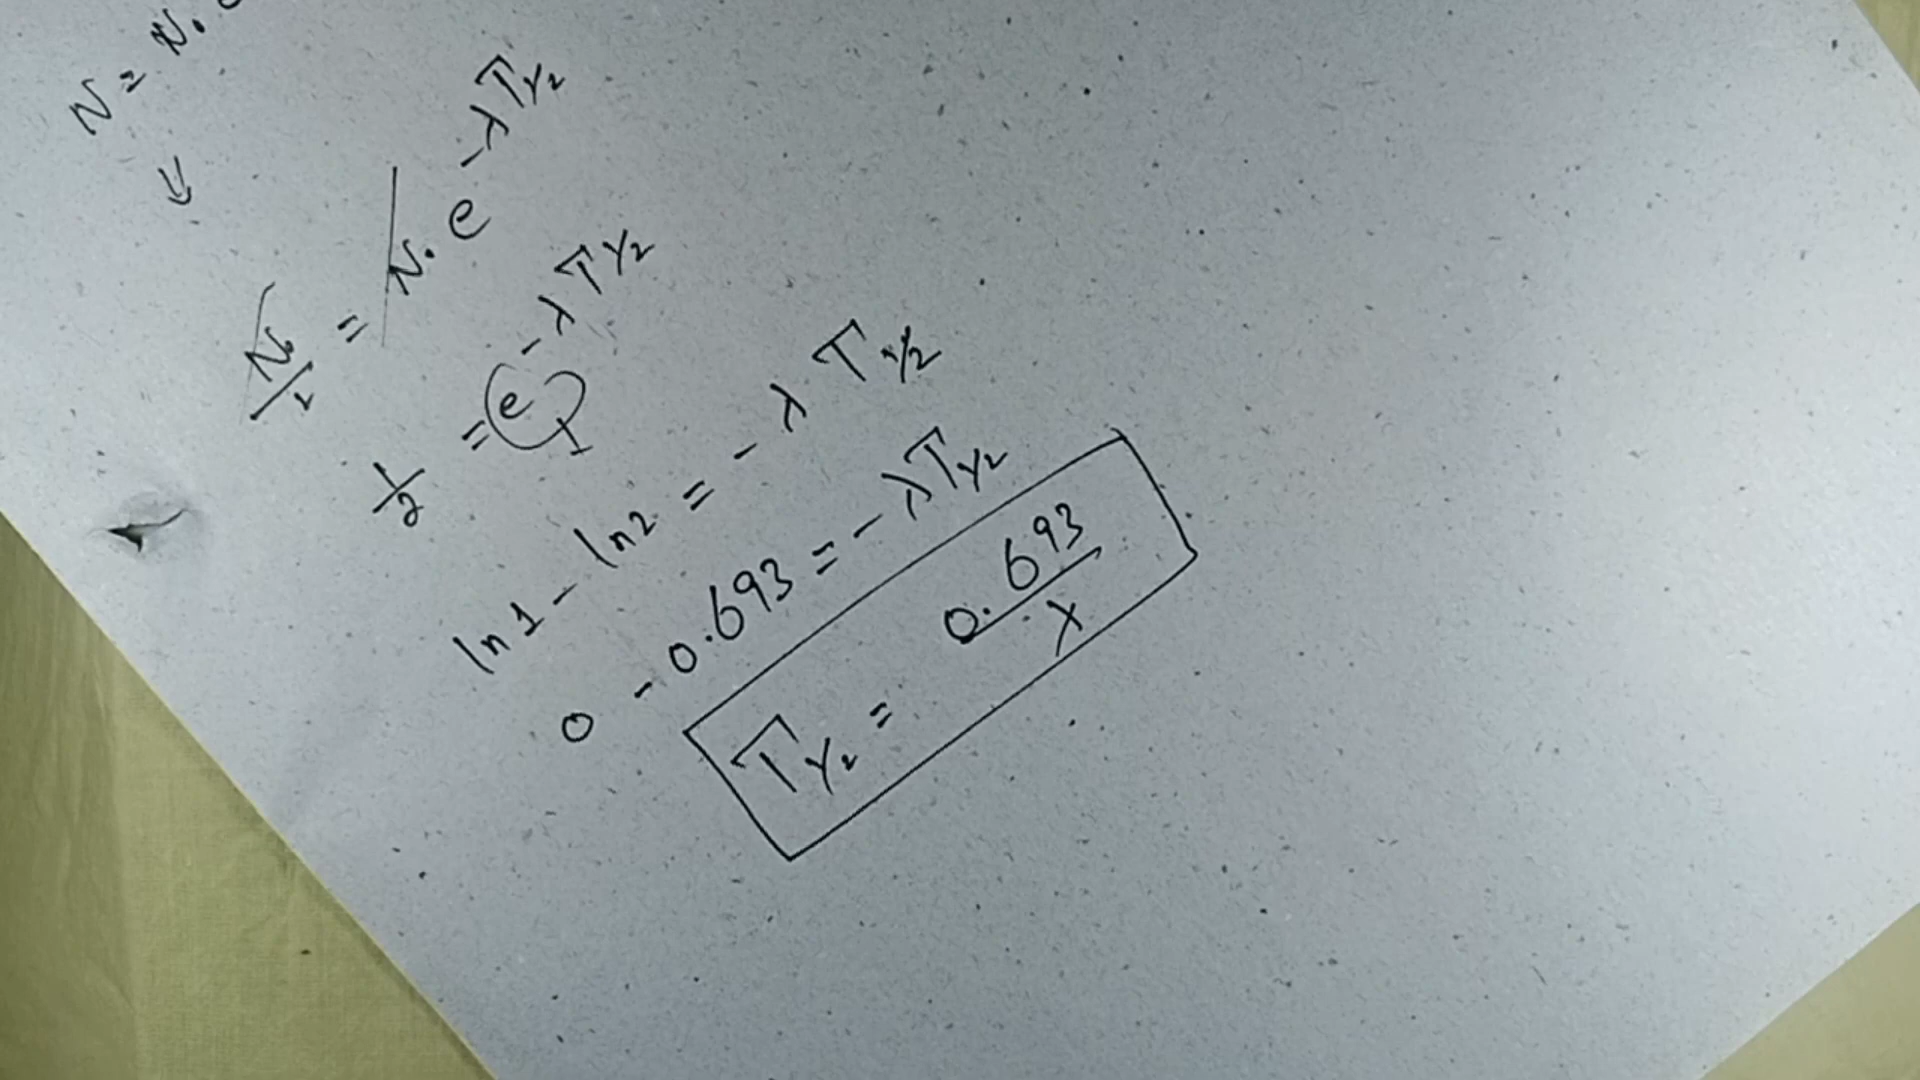 N = N₀ e
↓
N₀/2 = N₀ e^-λT½
1/2 = e^-λT½
ln1 - ln2 = -λT½
0 - 0.693 = -λT½
T½ = 0.693/λ